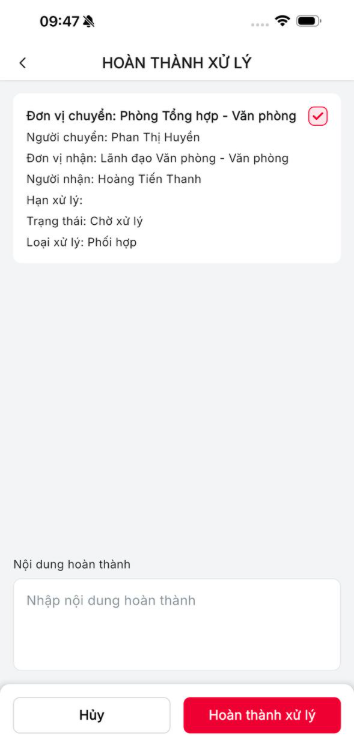 09:47
HOÀN THÀNH XỬ LÝ
Đơn vị chuyển: Phòng Tổng hợp - Văn phòng
Người chuyển: Phan Thị Huyền
Đơn vị nhận: Lãnh đạo Văn phòng - Văn phòng
Người nhận: Hoàng Tiến Thanh
Hạn xử lý:
Trạng thái: Chờ xử lý
Loại xử lý: Phối hợp
Nội dung hoàn thành
Nhập nội dung hoàn thành
Hủy
Hoàn thành xử lý